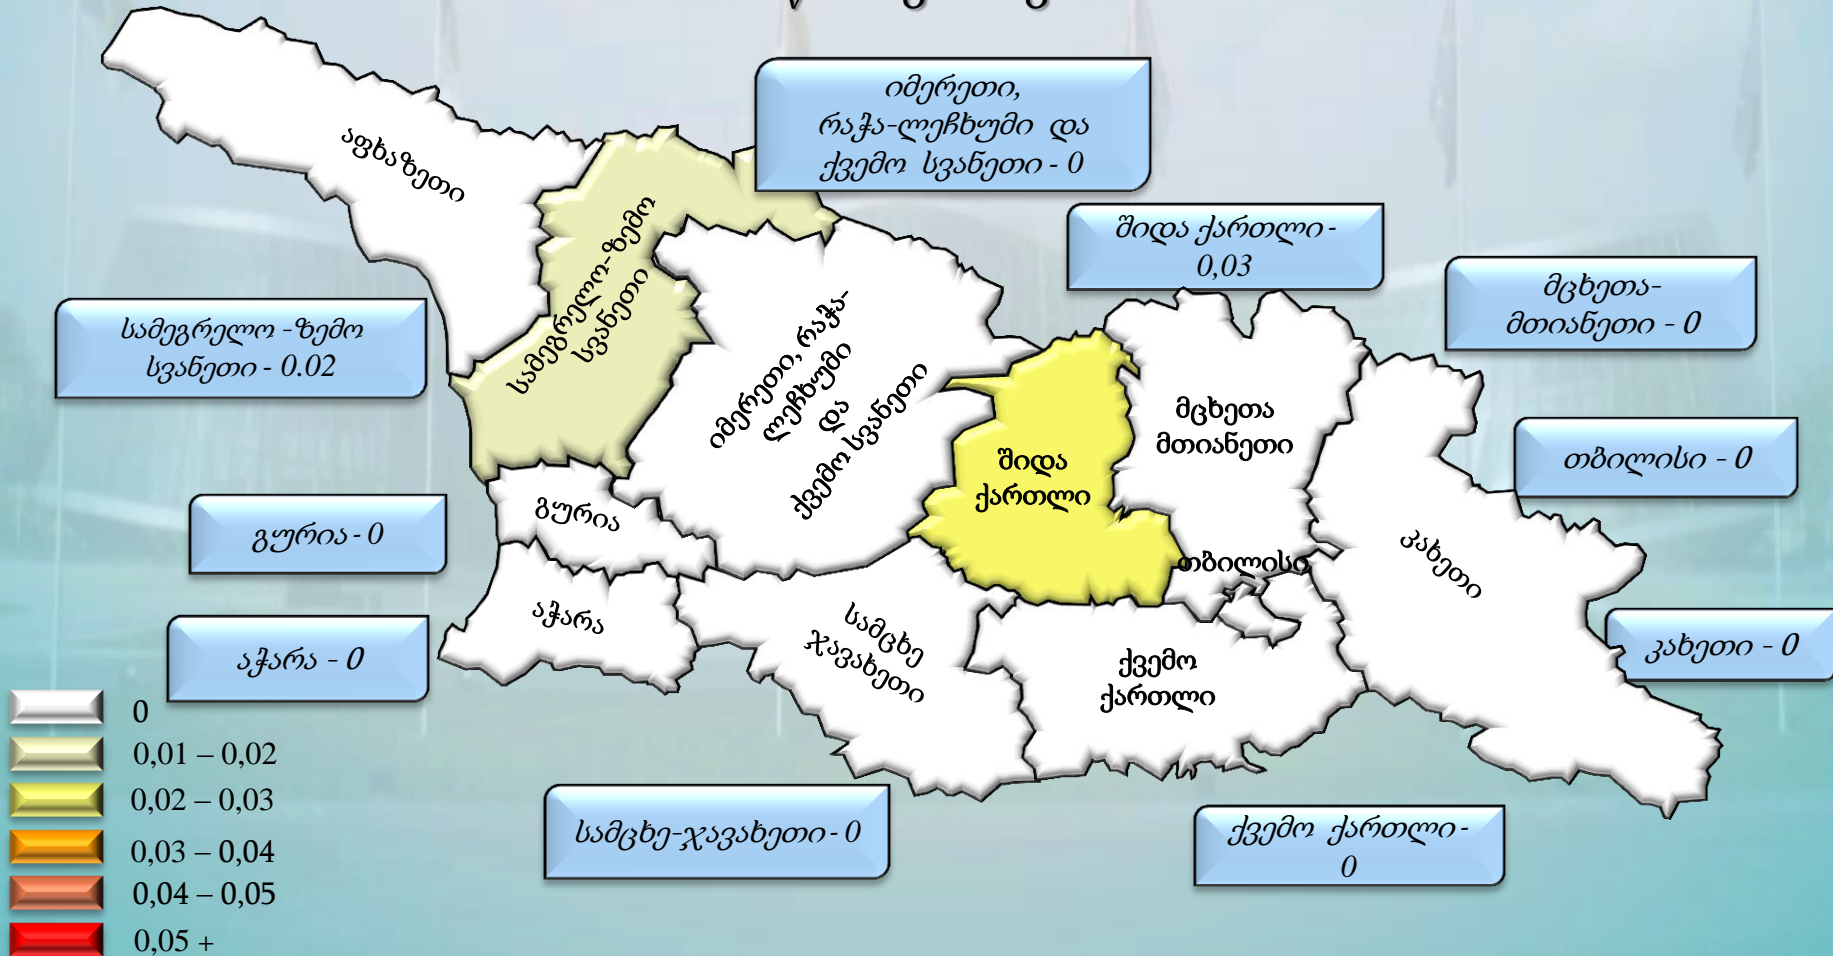 იმერეთი,
რაჭა-ლეჩხუმი და
ქვემო სვანეთი - 0
შიდა ქართლი -
0,03
მცხეთა-
მთიანეთი - 0
სამეგრელო -ზემო
სვანეთი - 0.02
თბილისი - 0
გურია - 0
აჭარა - 0
კახეთი - 0
სამცხე-ჯავახეთი - 0
ქვემო ქართლი -
0
აფხაზეთი
სამეგრელო-ზემო
სვანეთი
იმერეთი, რაჭა-
ლეჩხუმი
და
ქვემო სვანეთი
შიდა
ქართლი
მცხეთა
მთიანეთი
თბილისი
კახეთი
გურია
აჭარა
სამცხე
ჯავახეთი
ქვემო
ქართლი
0
0,01 – 0,02
0,02 – 0,03
0,03 – 0,04
0,04 – 0,05
0,05 +